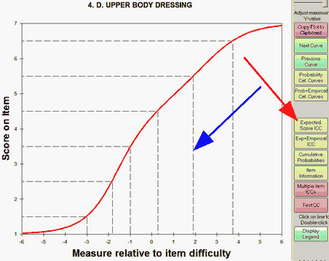 4. D. UPPER BODY DRESSING
Adjust maximum
Y-value
Copy Plot to
Clipboard
Next Curve
Previous
Curve
Probability
Cat. Curves
Prob+Empirical
Cat Curves
Expected
Score ICC
Exp+Empirical
ICC
Cumulative
Probabilities
Item
Information
Multiple Item
ICCs
Test CC
Click on line fo
Double-click
Display
Legend
Score on Item
7
6
5
4
3
2
1
-6 -5 -4 -3 -2 -1 0 1 2 3 4 5 6
Measure relative to item difficulty